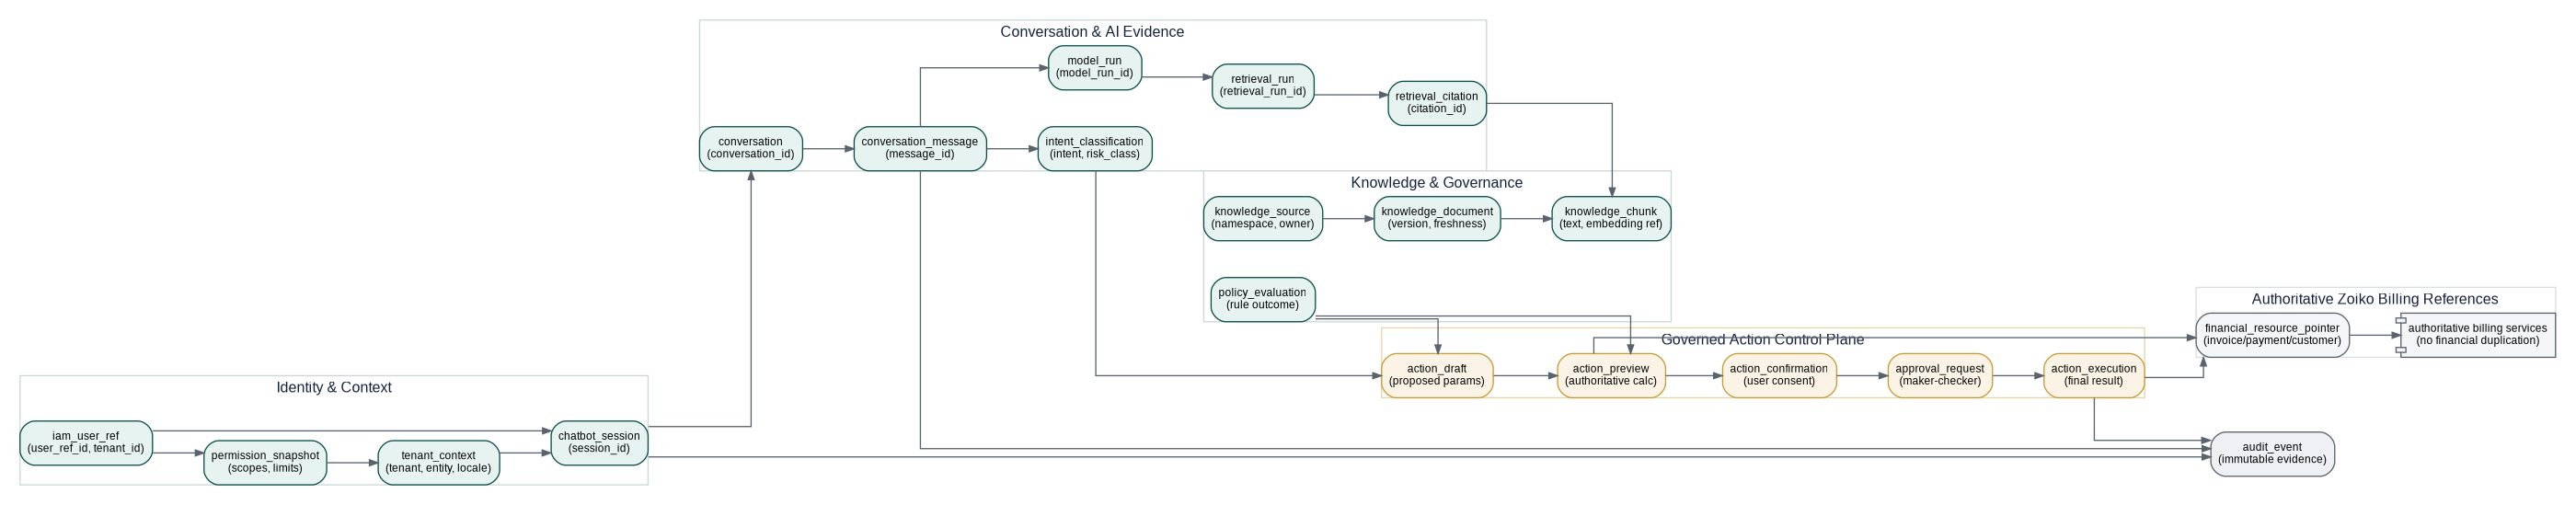 Conversation & AI Evidence
model_run
(model_run_id)
retrieval_run
(retrieval_run_id)
retrieval_citation
(citation_id)
conversation
(conversation_id)
conversation_message
(message_id)
intent_classification
(intent, risk_class)
Knowledge & Governance
knowledge_source
(namespace, owner)
knowledge_document
(version, freshness)
knowledge_chunk
(text, embedding ref)
policy_evaluation
(rule outcome)
Authoritative Zoiko Billing References
financial_resource_pointer
(invoice/payment/customer)
authoritative billing services
(no financial duplication)
Governed Action Control Plane
action_draft
(proposed params)
action_preview
(authoritative calc)
action_confirmation
(user consent)
approval_request
(maker-checker)
action_execution
(final result)
Identity & Context
iam_user_ref
(user_ref_id, tenant_id)
permission_snapshot
(scopes, limits)
tenant_context
(tenant, entity, locale)
chatbot_session
(session_id)
audit_event
(immutable evidence)